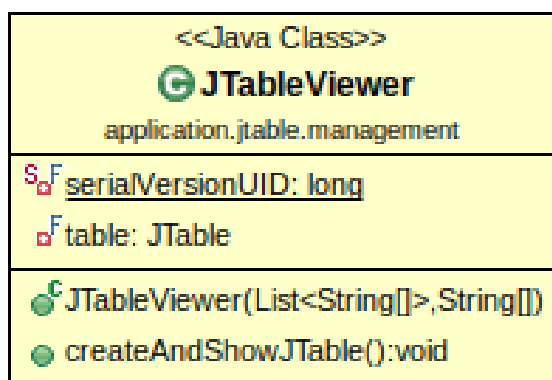 <<Java Class>>
C JTableViewer
application.jtable.management
S F serialVersionUID: long
F table: JTable
C JTableViewer(List<String[]>,String[])
createAndShowJTable():void